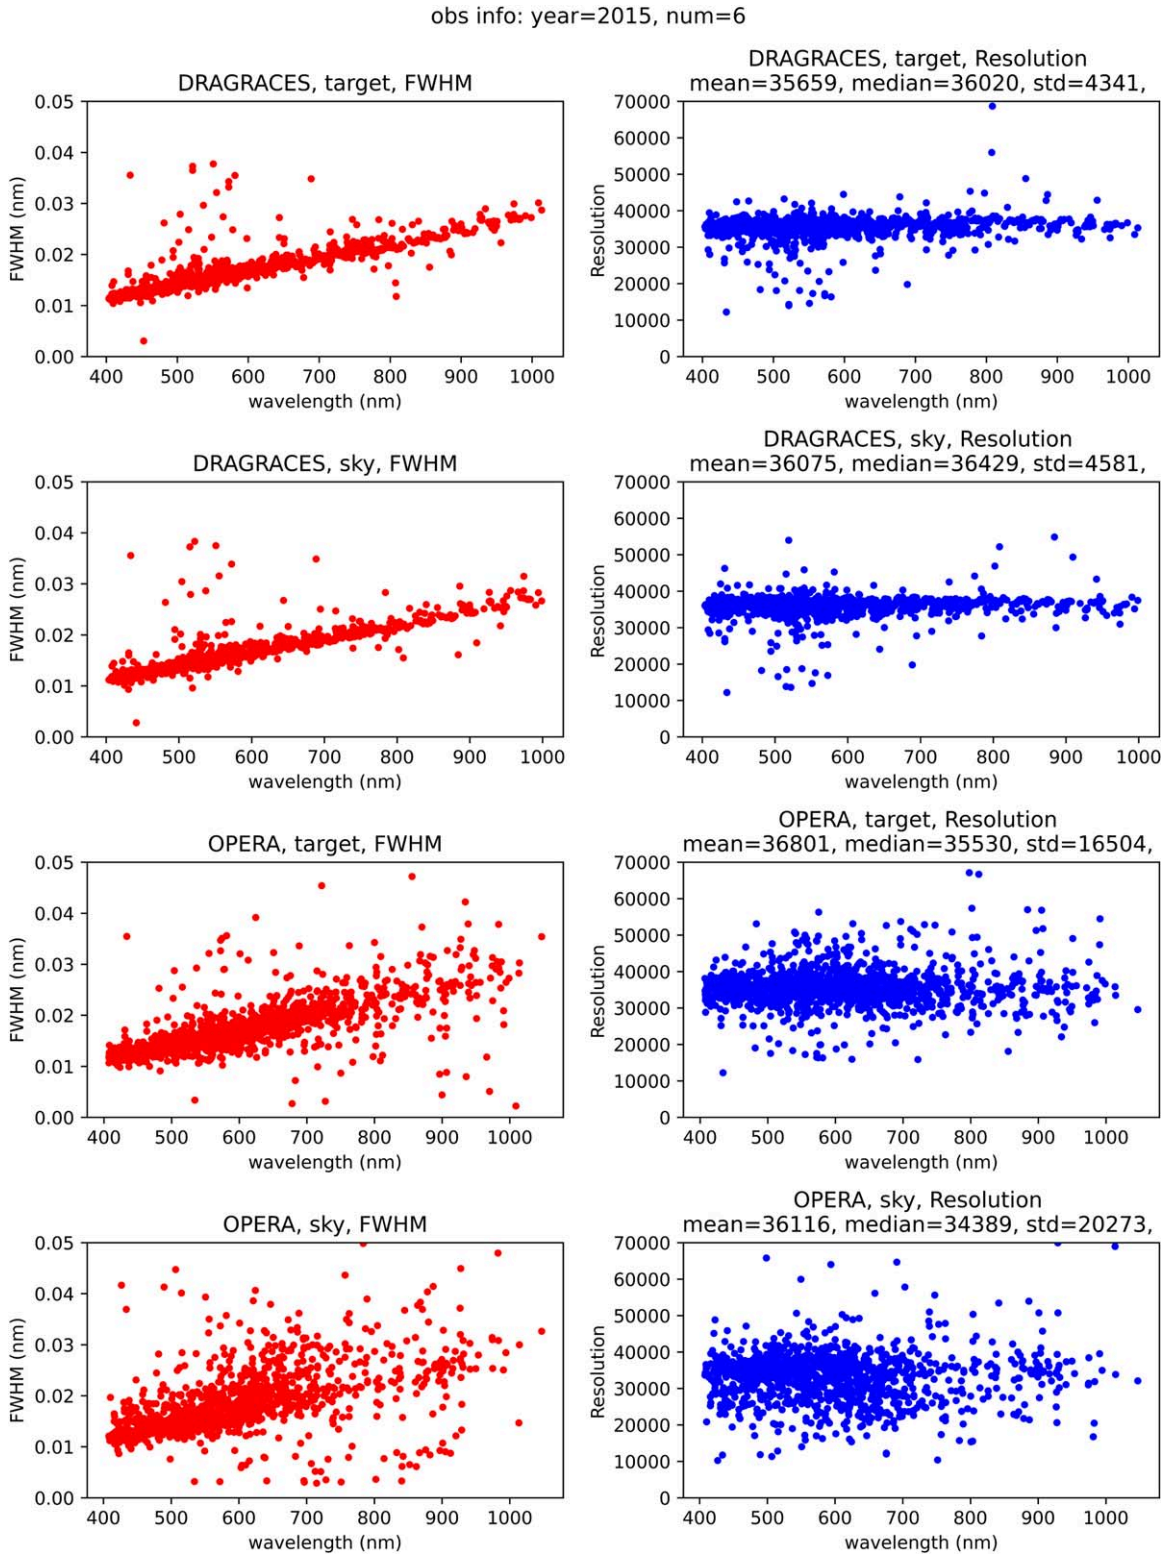 obs info: year=2015, num=6
DRAGRACES, target, FWHM
0.05
0.04
0.03
0.02
0.01
0.00
FWHM (nm)
400 500 600 700 800 900 1000
wavelength (nm)
DRAGRACES, target, Resolution
mean=35659, median=36020, std=4341,
70000
60000
50000
40000
30000
20000
10000
0
Resolution
400 500 600 700 800 900 1000
wavelength (nm)
DRAGRACES, sky, FWHM
0.05
0.04
0.03
0.02
0.01
0.00
FWHM (nm)
400 500 600 700 800 900 1000
wavelength (nm)
DRAGRACES, sky, Resolution
mean=36075, median=36429, std=4581,
70000
60000
50000
40000
30000
20000
10000
0
Resolution
400 500 600 700 800 900 1000
wavelength (nm)
OPERA, target, FWHM
0.05
0.04
0.03
0.02
0.01
0.00
FWHM (nm)
400 500 600 700 800 900 1000
wavelength (nm)
OPERA, target, Resolution
mean=36801, median=35530, std=16504,
70000
60000
50000
40000
30000
20000
10000
0
Resolution
400 500 600 700 800 900 1000
wavelength (nm)
OPERA, sky, FWHM
0.05
0.04
0.03
0.02
0.01
0.00
FWHM (nm)
400 500 600 700 800 900 1000
wavelength (nm)
OPERA, sky, Resolution
mean=36116, median=34389, std=20273,
70000
60000
50000
40000
30000
20000
10000
0
Resolution
400 500 600 700 800 900 1000
wavelength (nm)